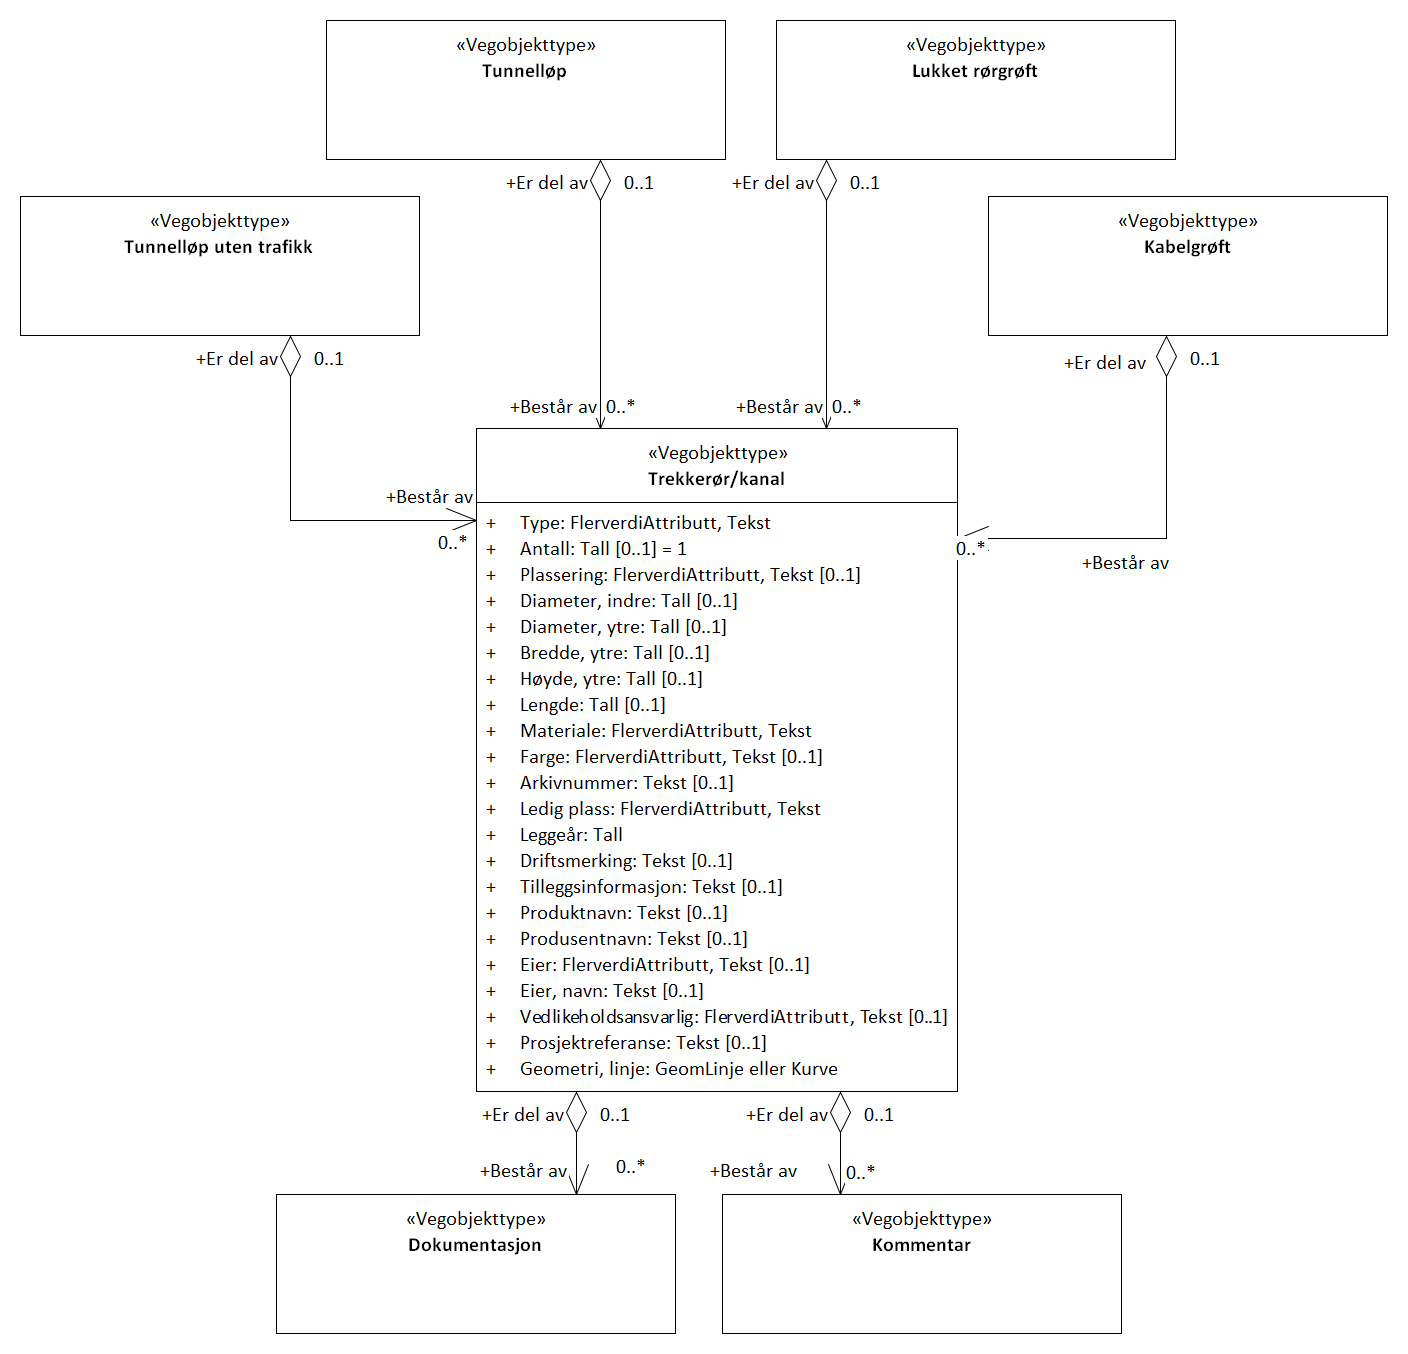 «Vegobjekttype»
Tunnelløp
«Vegobjekttype»
Lukket rørgrøft
+Er del av 0..1
+Er del av 0..1
«Vegobjekttype»
Tunnelløp uten trafikk
«Vegobjekttype»
Kabelgrøft
+Er del av 0..1
+Er del av 0..1
+Består av 0..*
+Består av 0..*
+Består av
0..*
0..*
+Består av
«Vegobjekttype»
Trekkerør/kanal
+ Type: FlerverdiAttributt, Tekst
+ Antall: Tall [0..1] = 1
+ Plassering: FlerverdiAttributt, Tekst [0..1]
+ Diameter, indre: Tall [0..1]
+ Diameter, ytre: Tall [0..1]
+ Bredde, ytre: Tall [0..1]
+ Høyde, ytre: Tall [0..1]
+ Lengde: Tall [0..1]
+ Materiale: FlerverdiAttributt, Tekst
+ Farge: FlerverdiAttributt, Tekst [0..1]
+ Arkivnummer: Tekst [0..1]
+ Ledig plass: FlerverdiAttributt, Tekst
+ Leggeår: Tall
+ Driftsmerking: Tekst [0..1]
+ Tilleggsinformasjon: Tekst [0..1]
+ Produktnavn: Tekst [0..1]
+ Produsentnavn: Tekst [0..1]
+ Eier: FlerverdiAttributt, Tekst [0..1]
+ Eier, navn: Tekst [0..1]
+ Vedlikeholdsansvarlig: FlerverdiAttributt, Tekst [0..1]
+ Prosjektreferanse: Tekst [0..1]
+ Geometri, linje: GeomLinje eller Kurve
+Er del av 0..1
+Er del av 0..1
+Består av 0..*
+Består av 0..*
«Vegobjekttype»
Dokumentasjon
«Vegobjekttype»
Kommentar